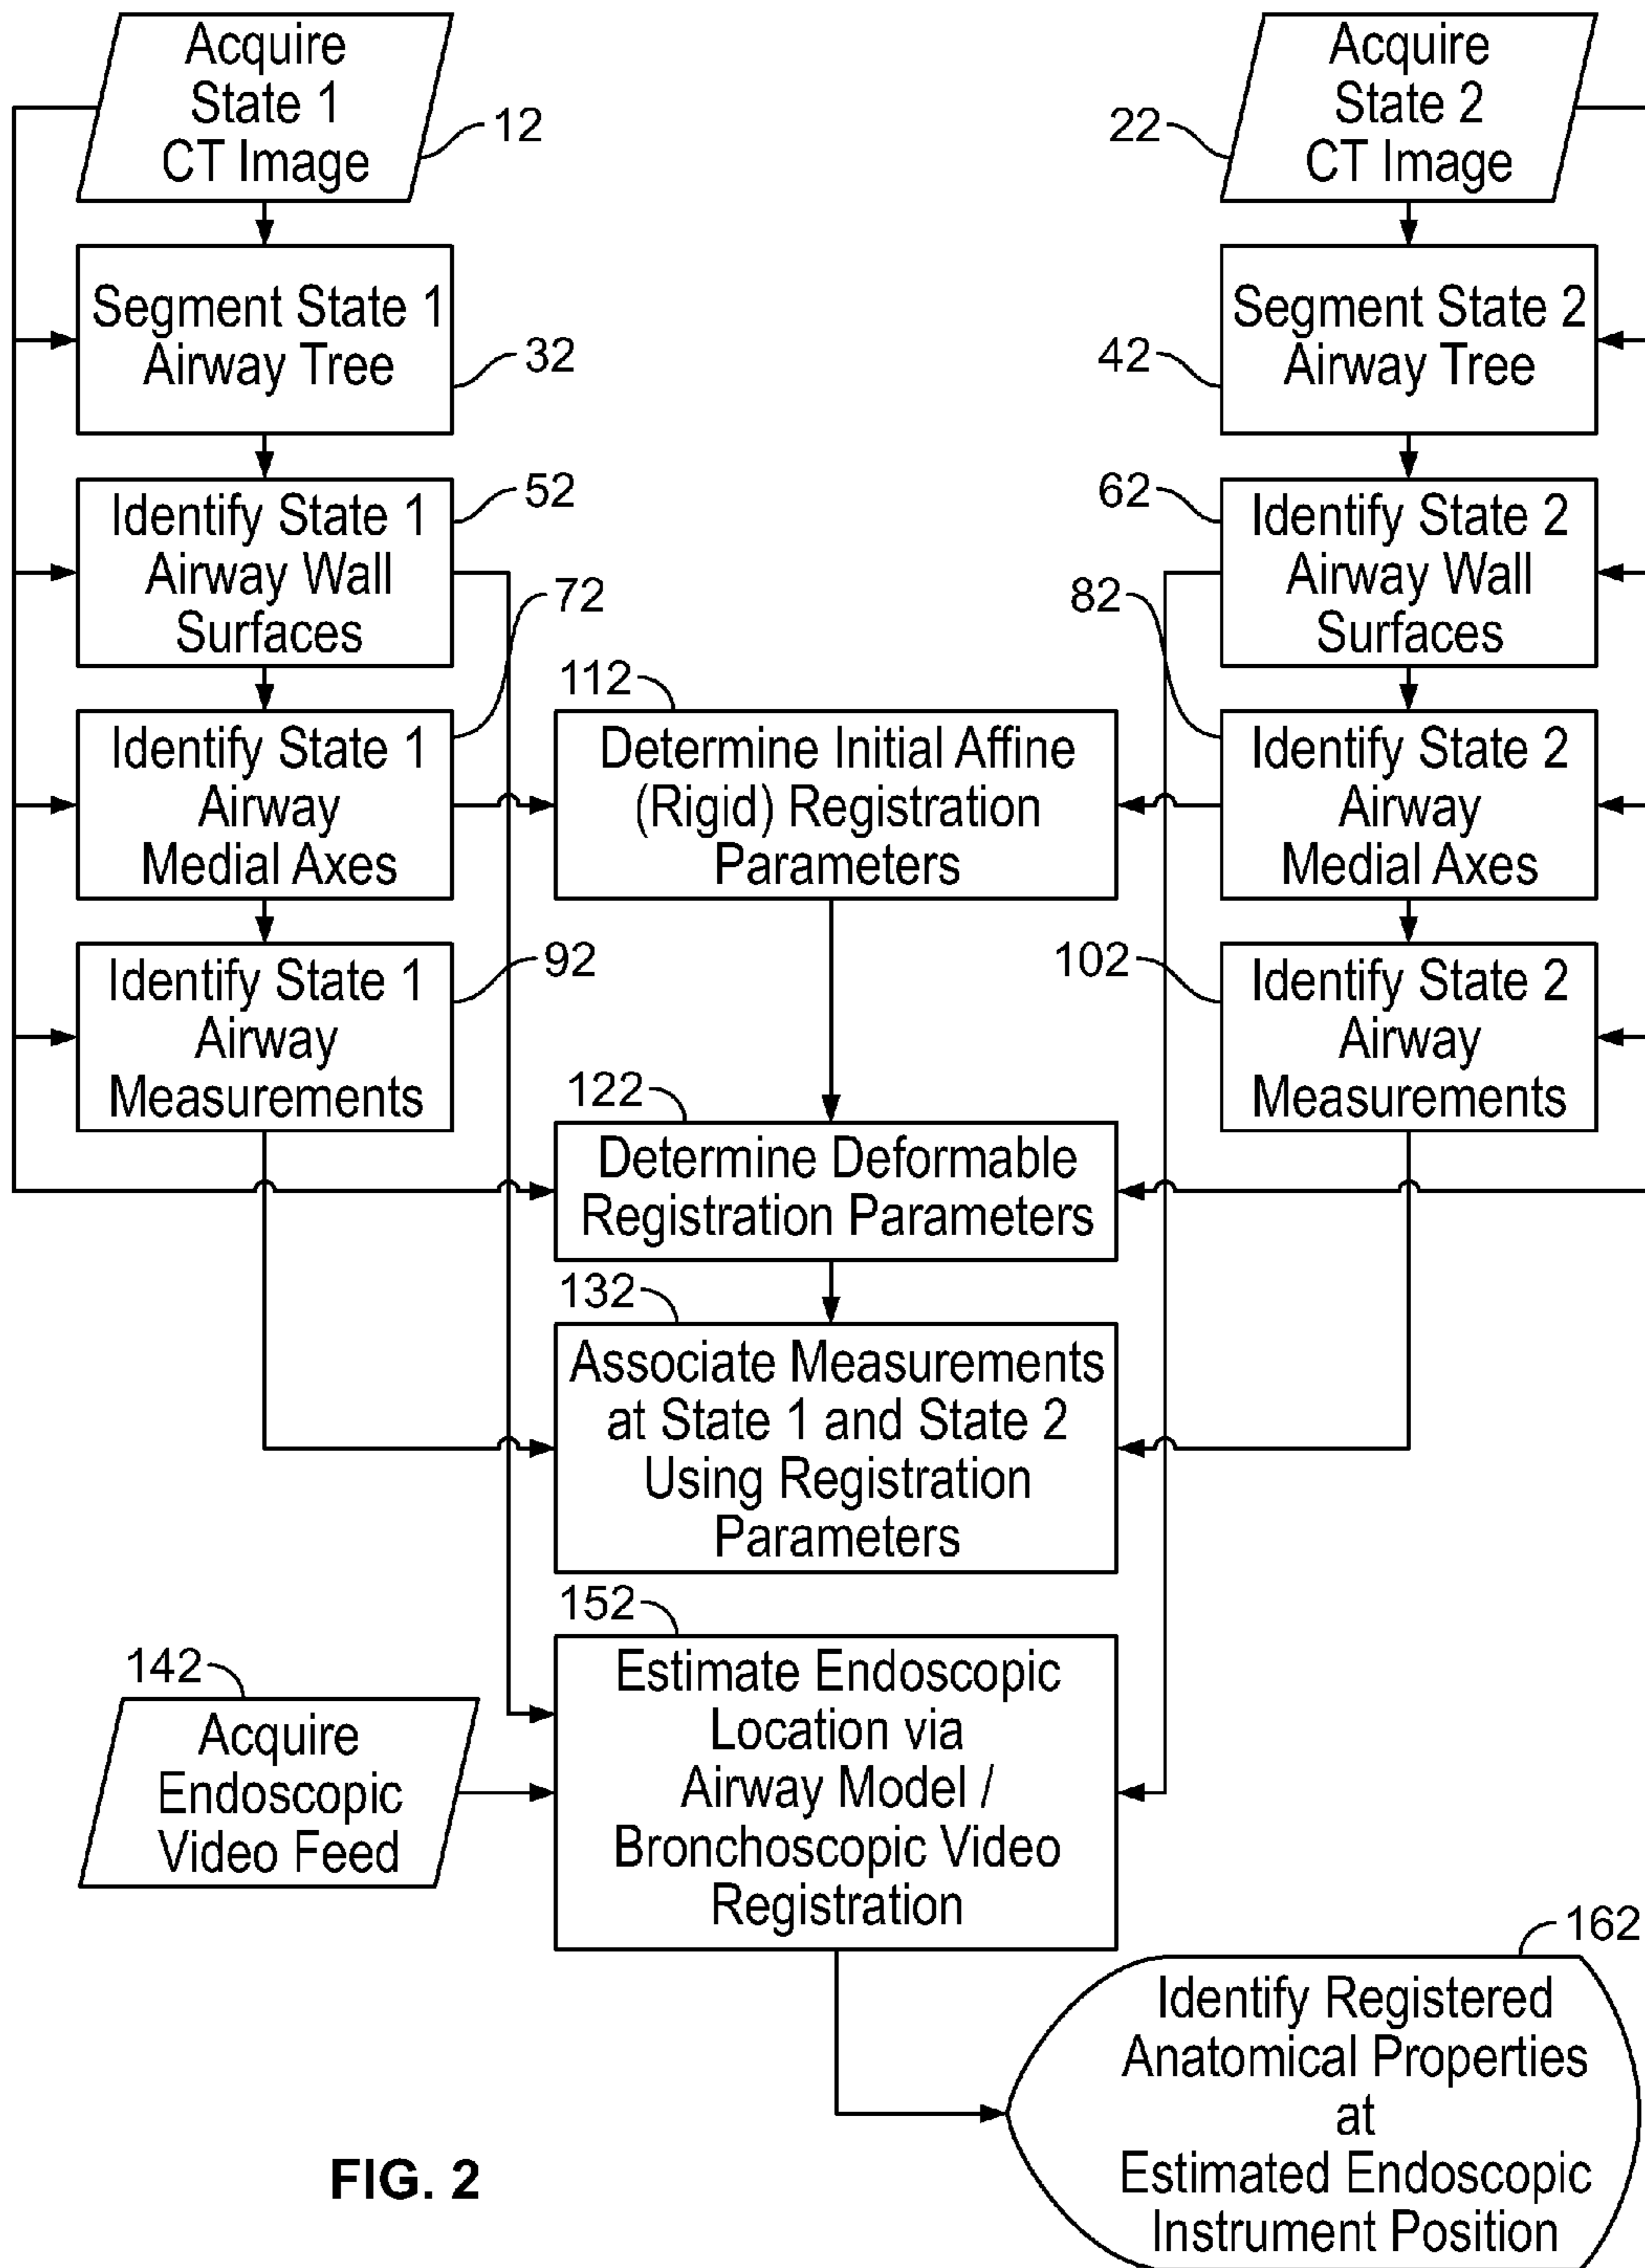 Acquire
State 1
CT Image
12
Acquire
State 2
CT Image
22
Segment State 1
Airway Tree
32
Segment State 2
Airway Tree
42
Identify State 1
Airway Wall
Surfaces
52
Identify State 2
Airway Wall
Surfaces
62
Identify State 1
Airway
Medial Axes
72
112
Determine Initial Affine
(Rigid) Registration
Parameters
82
Identify State 2
Airway
Medial Axes
Identify State 1
Airway
Measurements
92
102
Identify State 2
Airway
Measurements
122
Determine Deformable
Registration Parameters
132
Associate Measurements
at State 1 and State 2
Using Registration
Parameters
142
Acquire
Endoscopic
Video Feed
152
Estimate Endoscopic
Location via
Airway Model /
Bronchoscopic Video
Registration
162
Identify Registered
Anatomical Properties
at
Estimated Endoscopic
Instrument Position
FIG. 2